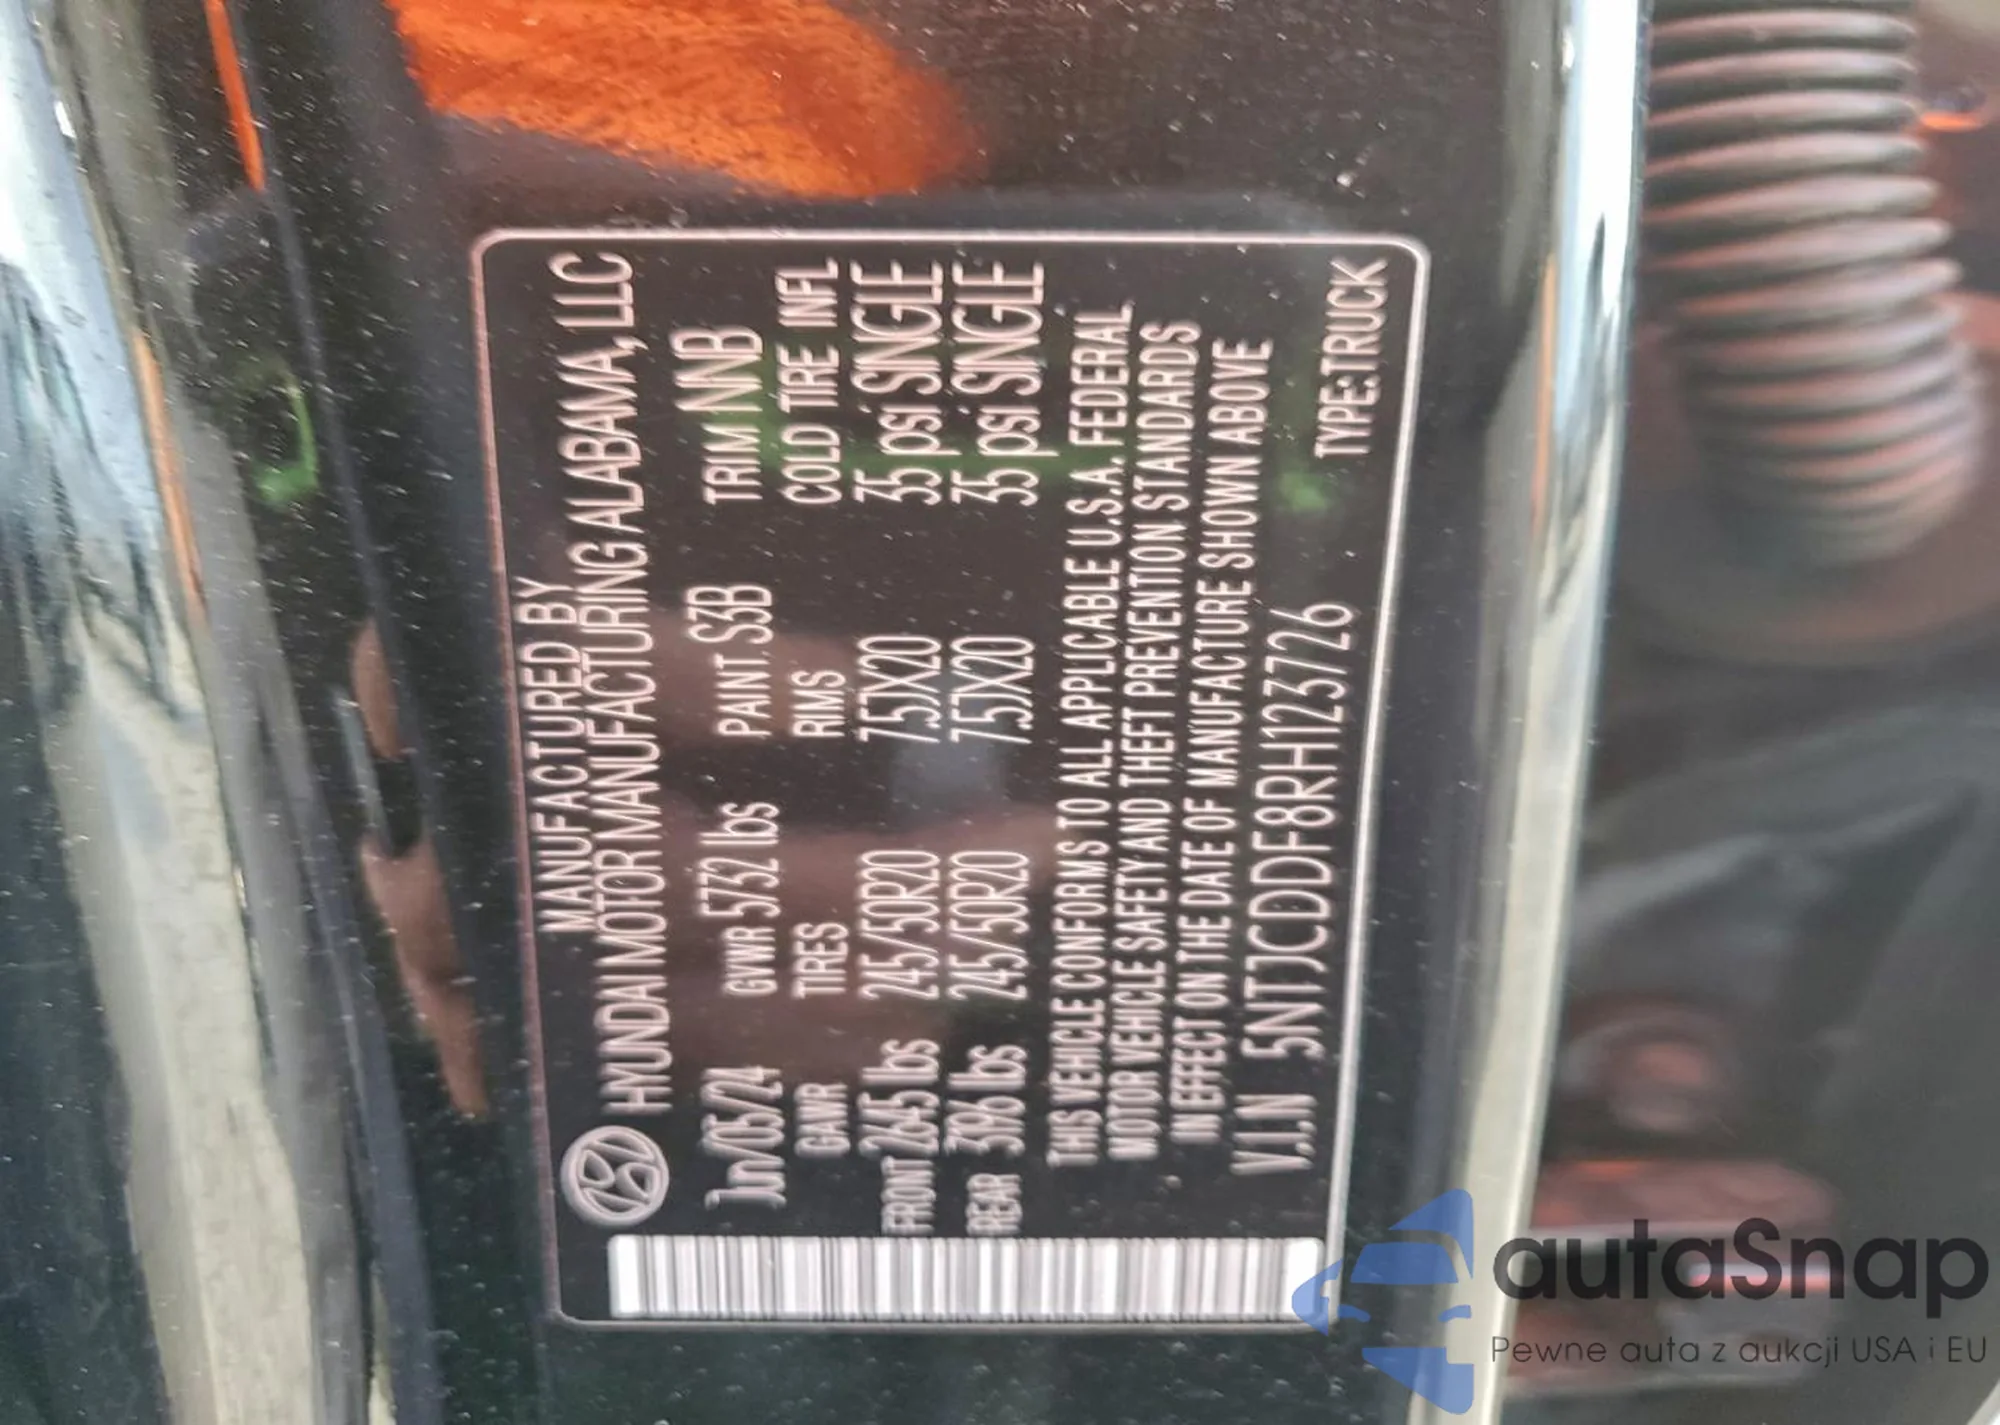 MANUFACTURED BY
HYUNDAI MOTOR MANUFACTURING ALABAMA, LLC
Jun/05/24 GVWR 5732 lbs PAINT. S3B TRIM NNB
GAWR TIRES RIMS COLD TIRE INFL
FRONT 2645 lbs 245/50R20 7.5JX20 35 psi SINGLE
REAR 3196 lbs 245/50R20 7.5JX20 35 psi SINGLE
THIS VEHICLE CONFORMS TO ALL APPLICABLE U.S.A. FEDERAL
MOTOR VEHICLE SAFETY AND THEFT PREVENTION STANDARDS
IN EFFECT ON THE DATE OF MANUFACTURE SHOWN ABOVE
V.I.N 5NTJCDDF8RH123726 TYPE:TRUCK
autaSnap
Pewne auta z aukcji USA i EU